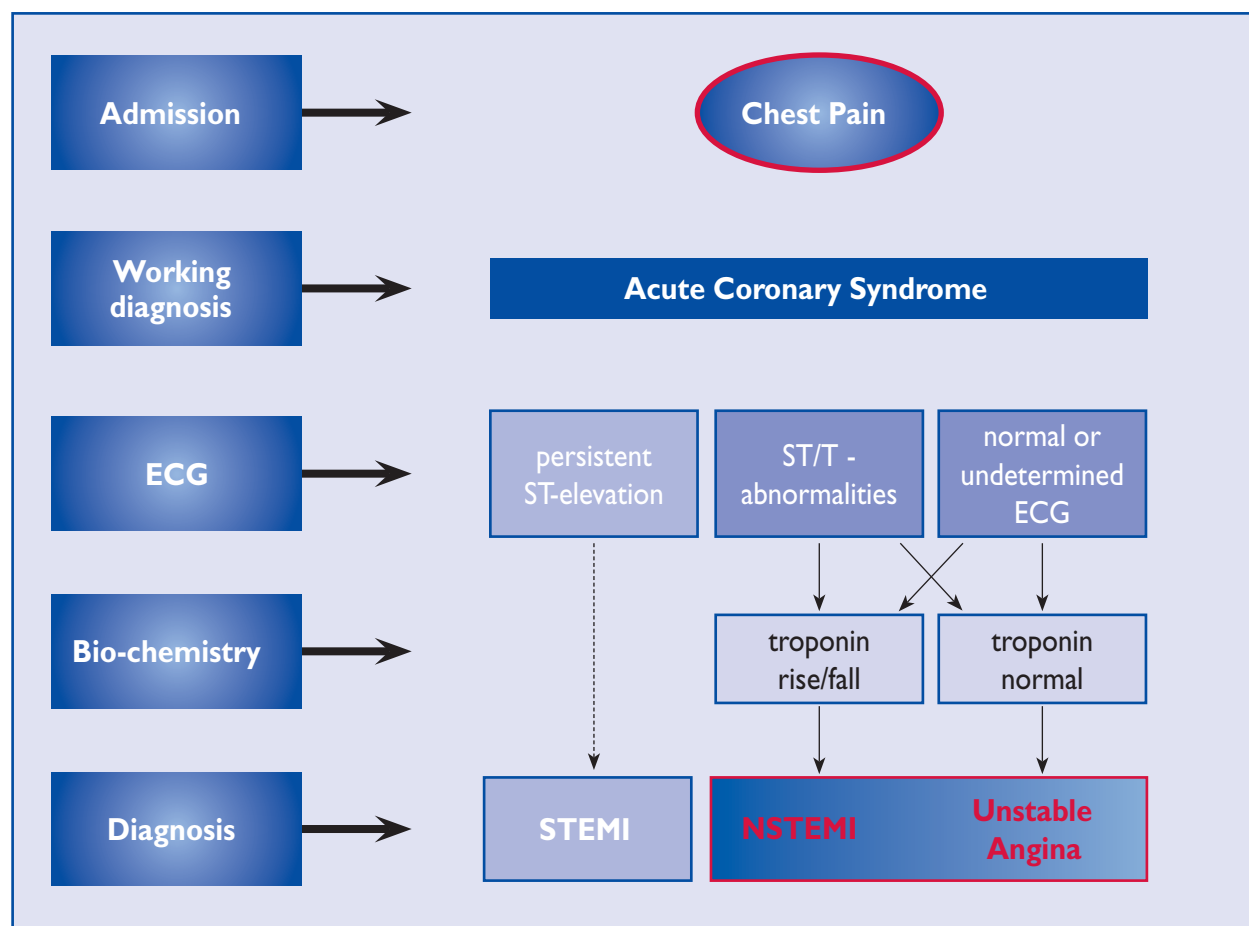 Admission
Chest Pain
Working
diagnosis
Acute Coronary Syndrome
ECG
persistent
ST-elevation
ST/T -
abnormalities
normal or
undetermined
ECG
Bio-chemistry
troponin
rise/fall
troponin
normal
Diagnosis
STEMI
NSTEMI
Unstable
Angina